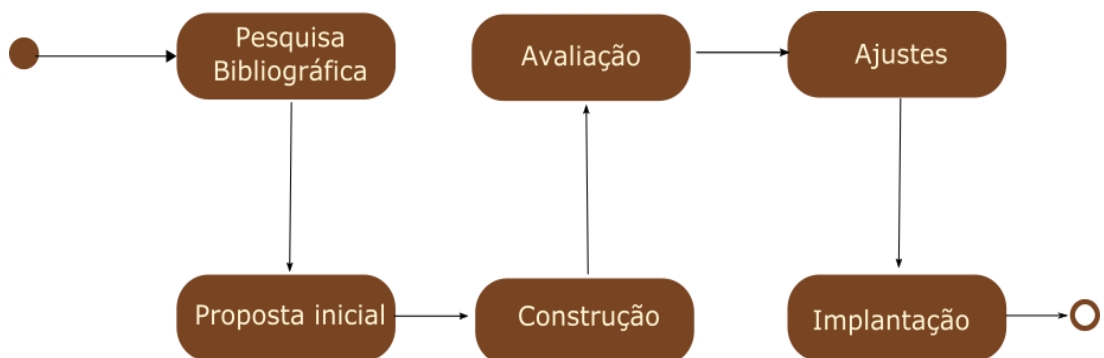 Pesquisa
Bibliográfica
Proposta inicial
Construção
Avaliação
Ajustes
Implantação